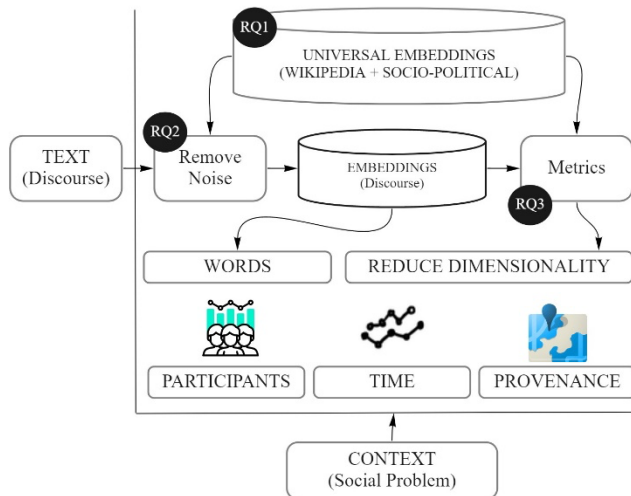 RQ1
UNIVERSAL EMBEDDINGS
(WIKIPEDIA + SOCIO-POLITICAL)
RQ2
TEXT
(Discourse)
Remove
Noise
EMBEDDINGS
(Discourse)
Metrics
RQ3
WORDS
REDUCE DIMENSIONALITY
PARTICIPANTS
TIME
PROVENANCE
CONTEXT
(Social Problem)